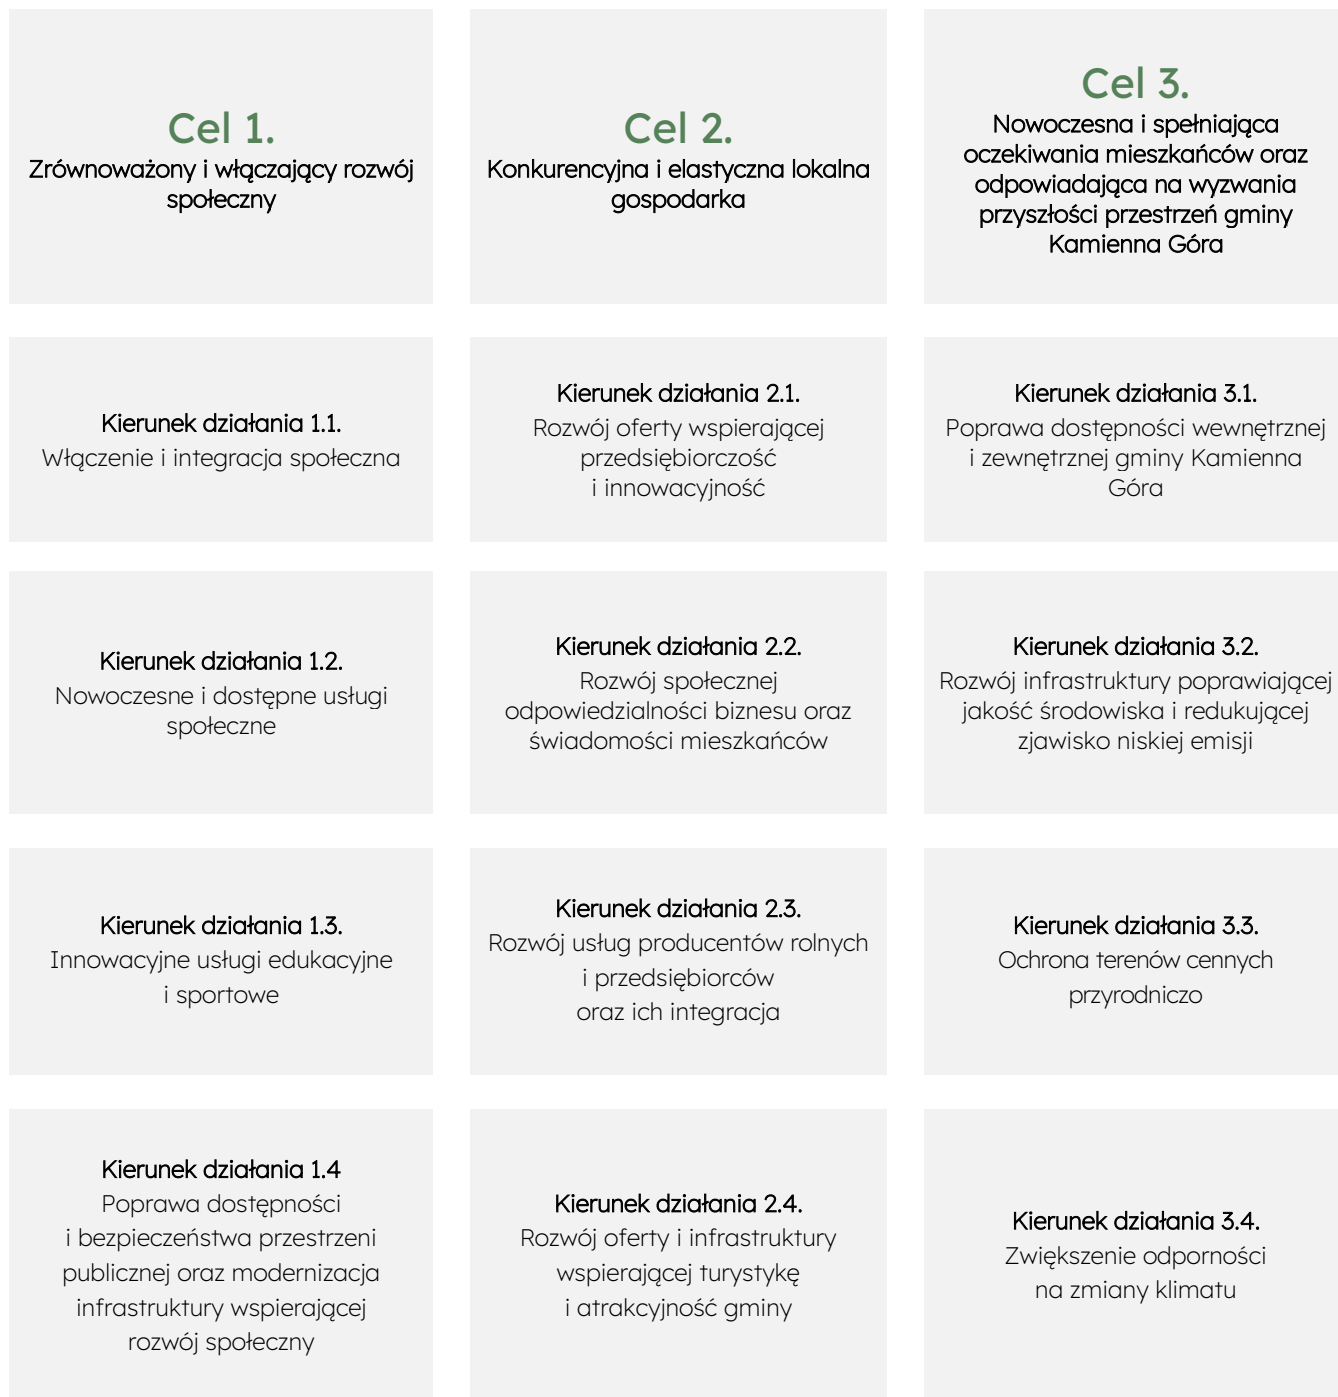 Cel 1.
Zrównoważony i włączający rozwój
społeczny
Cel 2.
Konkurencyjna i elastyczna lokalna
gospodarka
Cel 3.
Nowoczesna i spełniająca
oczekiwania mieszkańców oraz
odpowiadająca na wyzwania
przyszłości przestrzeń gminy
Kamienna Góra
Kierunek działania 1.1.
Włączenie i integracja społeczna
Kierunek działania 2.1.
Rozwój oferty wspierającej
przedsiębiorczość
i innowacyjność
Kierunek działania 3.1.
Poprawa dostępności wewnętrznej
i zewnętrznej gminy Kamienna
Góra
Kierunek działania 1.2.
Nowoczesne i dostępne usługi
społeczne
Kierunek działania 2.2.
Rozwój społecznej
odpowiedzialności biznesu oraz
świadomości mieszkańców
Kierunek działania 3.2.
Rozwój infrastruktury poprawiającej
jakość środowiska i redukującej
zjawisko niskiej emisji
Kierunek działania 1.3.
Innowacyjne usługi edukacyjne
i sportowe
Kierunek działania 2.3.
Rozwój usług producentów rolnych
i przedsiębiorców
oraz ich integracja
Kierunek działania 3.3.
Ochrona terenów cennych
przyrodniczo
Kierunek działania 1.4
Poprawa dostępności
i bezpieczeństwa przestrzeni
publicznej oraz modernizacja
infrastruktury wspierającej
rozwój społeczny
Kierunek działania 2.4.
Rozwój oferty i infrastruktury
wspierającej turystykę
i atrakcyjność gminy
Kierunek działania 3.4.
Zwiększenie odporności
na zmiany klimatu